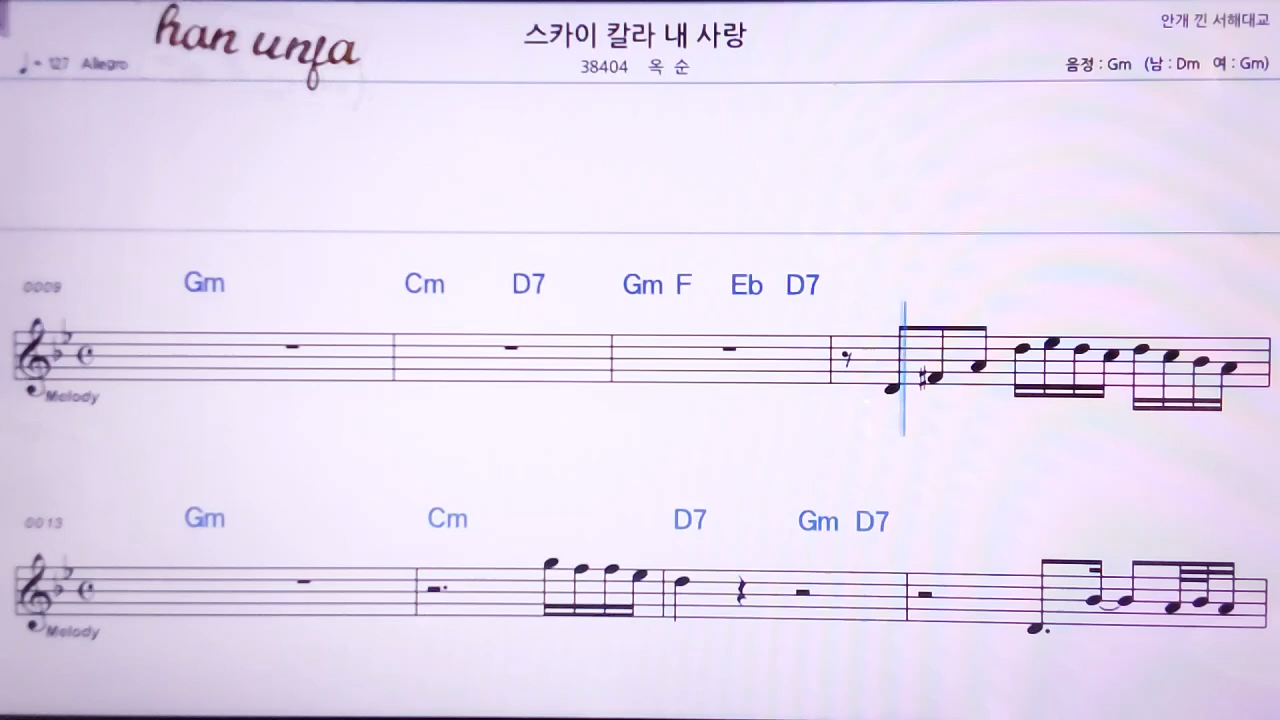 han unfa
스카이 칼라 내 사랑
안개 낀 서해대교
♩= 127 Allegro
38404 옥 순
음정 : Gm (남 : Dm 여 : Gm)
0009 Gm Cm D7 Gm F Eb D7
Melody
0013 Gm Cm D7 Gm D7
Melody